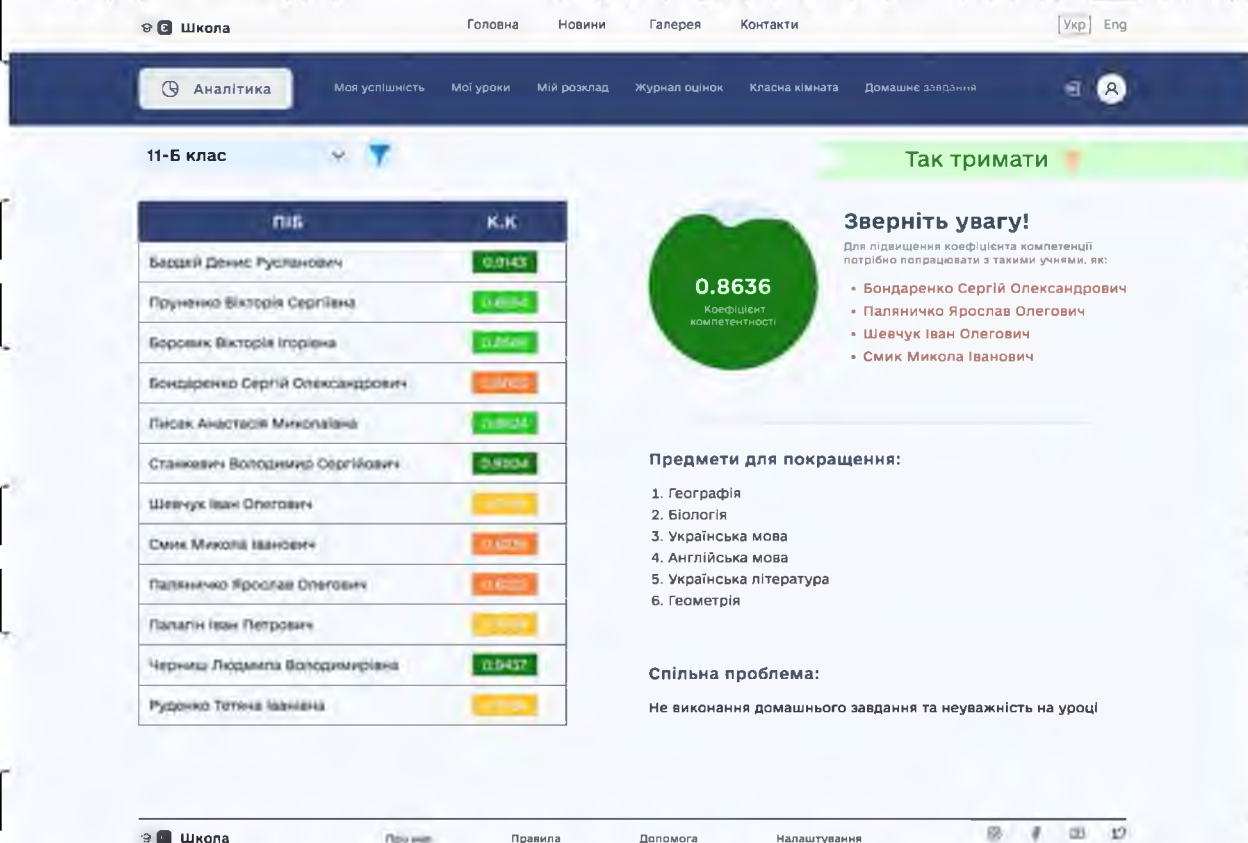 Є Школа
Головна Новини Галерея Контакти
Укр Eng
Аналітика
Моя успішність Мої уроки Мій розклад Журнал оцінок Класна кімната Домашнє завдання
11-Б клас
Так тримати
ПІБ К.К
Бардей Денис Русланович 0.9143
Пруненко Вікторія Сергіївна
Боровик Вікторія Ігорівна
Бондаренко Сергій Олександрович
Писак Анастасія Миколаївна
Станкевич Володимир Сергійович
Шевчук Іван Олегович
Смик Микола Іванович
Паляничко Ярослав Олегович
Палагін Іван Петрович
Черниш Людмила Володимирівна 0.9437
Руденко Тетяна Іванівна
0.8636
Коефіцієнт
компетентності
Зверніть увагу!
Для підвищення коефіцієнта компетенції
потрібно попрацювати з такими учнями, як:
• Бондаренко Сергій Олександрович
• Паляничко Ярослав Олегович
• Шевчук Іван Олегович
• Смик Микола Іванович
Предмети для покращення:
1. Географія
2. Біологія
3. Українська мова
4. Англійська мова
5. Українська література
6. Геометрія
Спільна проблема:
Не виконання домашнього завдання та неуважність на уроці
Школа
Про нас Правила Допомога Налаштування